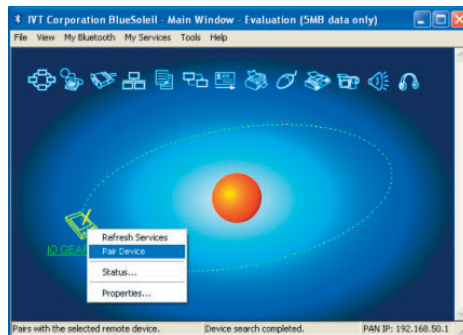 IVT Corporation BlueSoleil - Main Window - Evaluation (5MB data only)
File View My Bluetooth My Services Tools Help
IO GEAR
Refresh Services
Pair Device
Status...
Properties...
Pairs with the selected remote device. Device search completed. PAN IP: 192.168.50.1